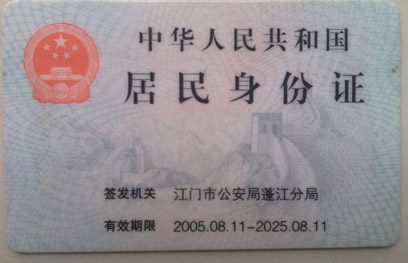 中华人民共和国
居民身份证
签发机关 江门市公安局蓬江分局
有效期限 2005.08.11-2025.08.11